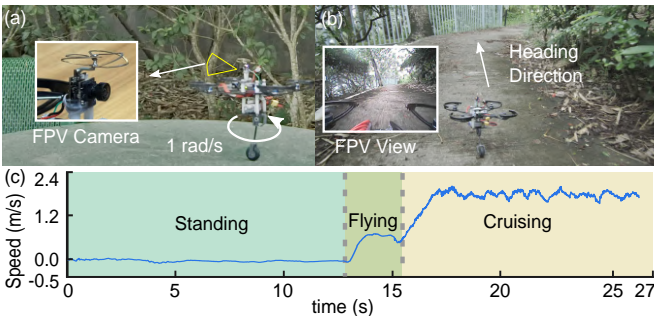 (a)
FPV Camera
1 rad/s
(b)
Heading
Direction
FPV View
(c)
2.4
1.2
0.0
-0.5
Speed (m/s)
Standing
Flying
Cruising
0
5
10
15
20
25
27
time (s)